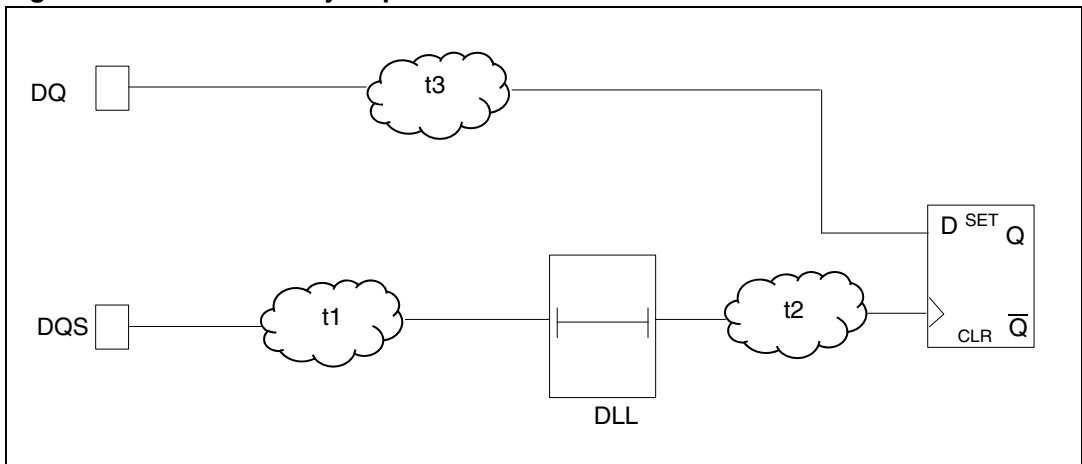 DQ
t3
D SET Q
DQS
t1
t2
CLR Q̅
DLL